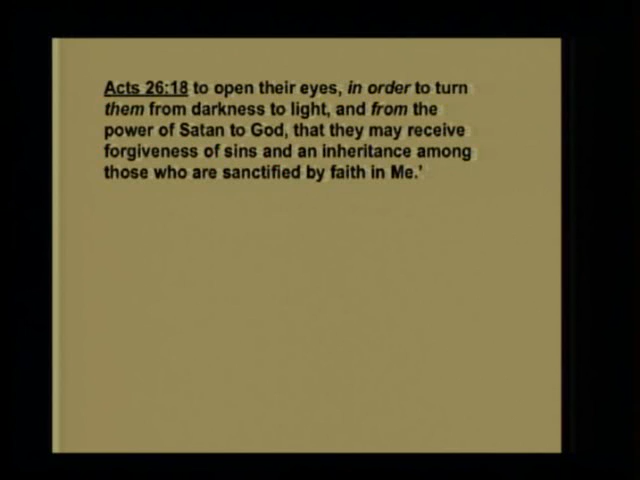 Acts 26:18 to open their eyes, in order to turn
them from darkness to light, and from the
power of Satan to God, that they may receive
forgiveness of sins and an inheritance among
those who are sanctified by faith in Me.'